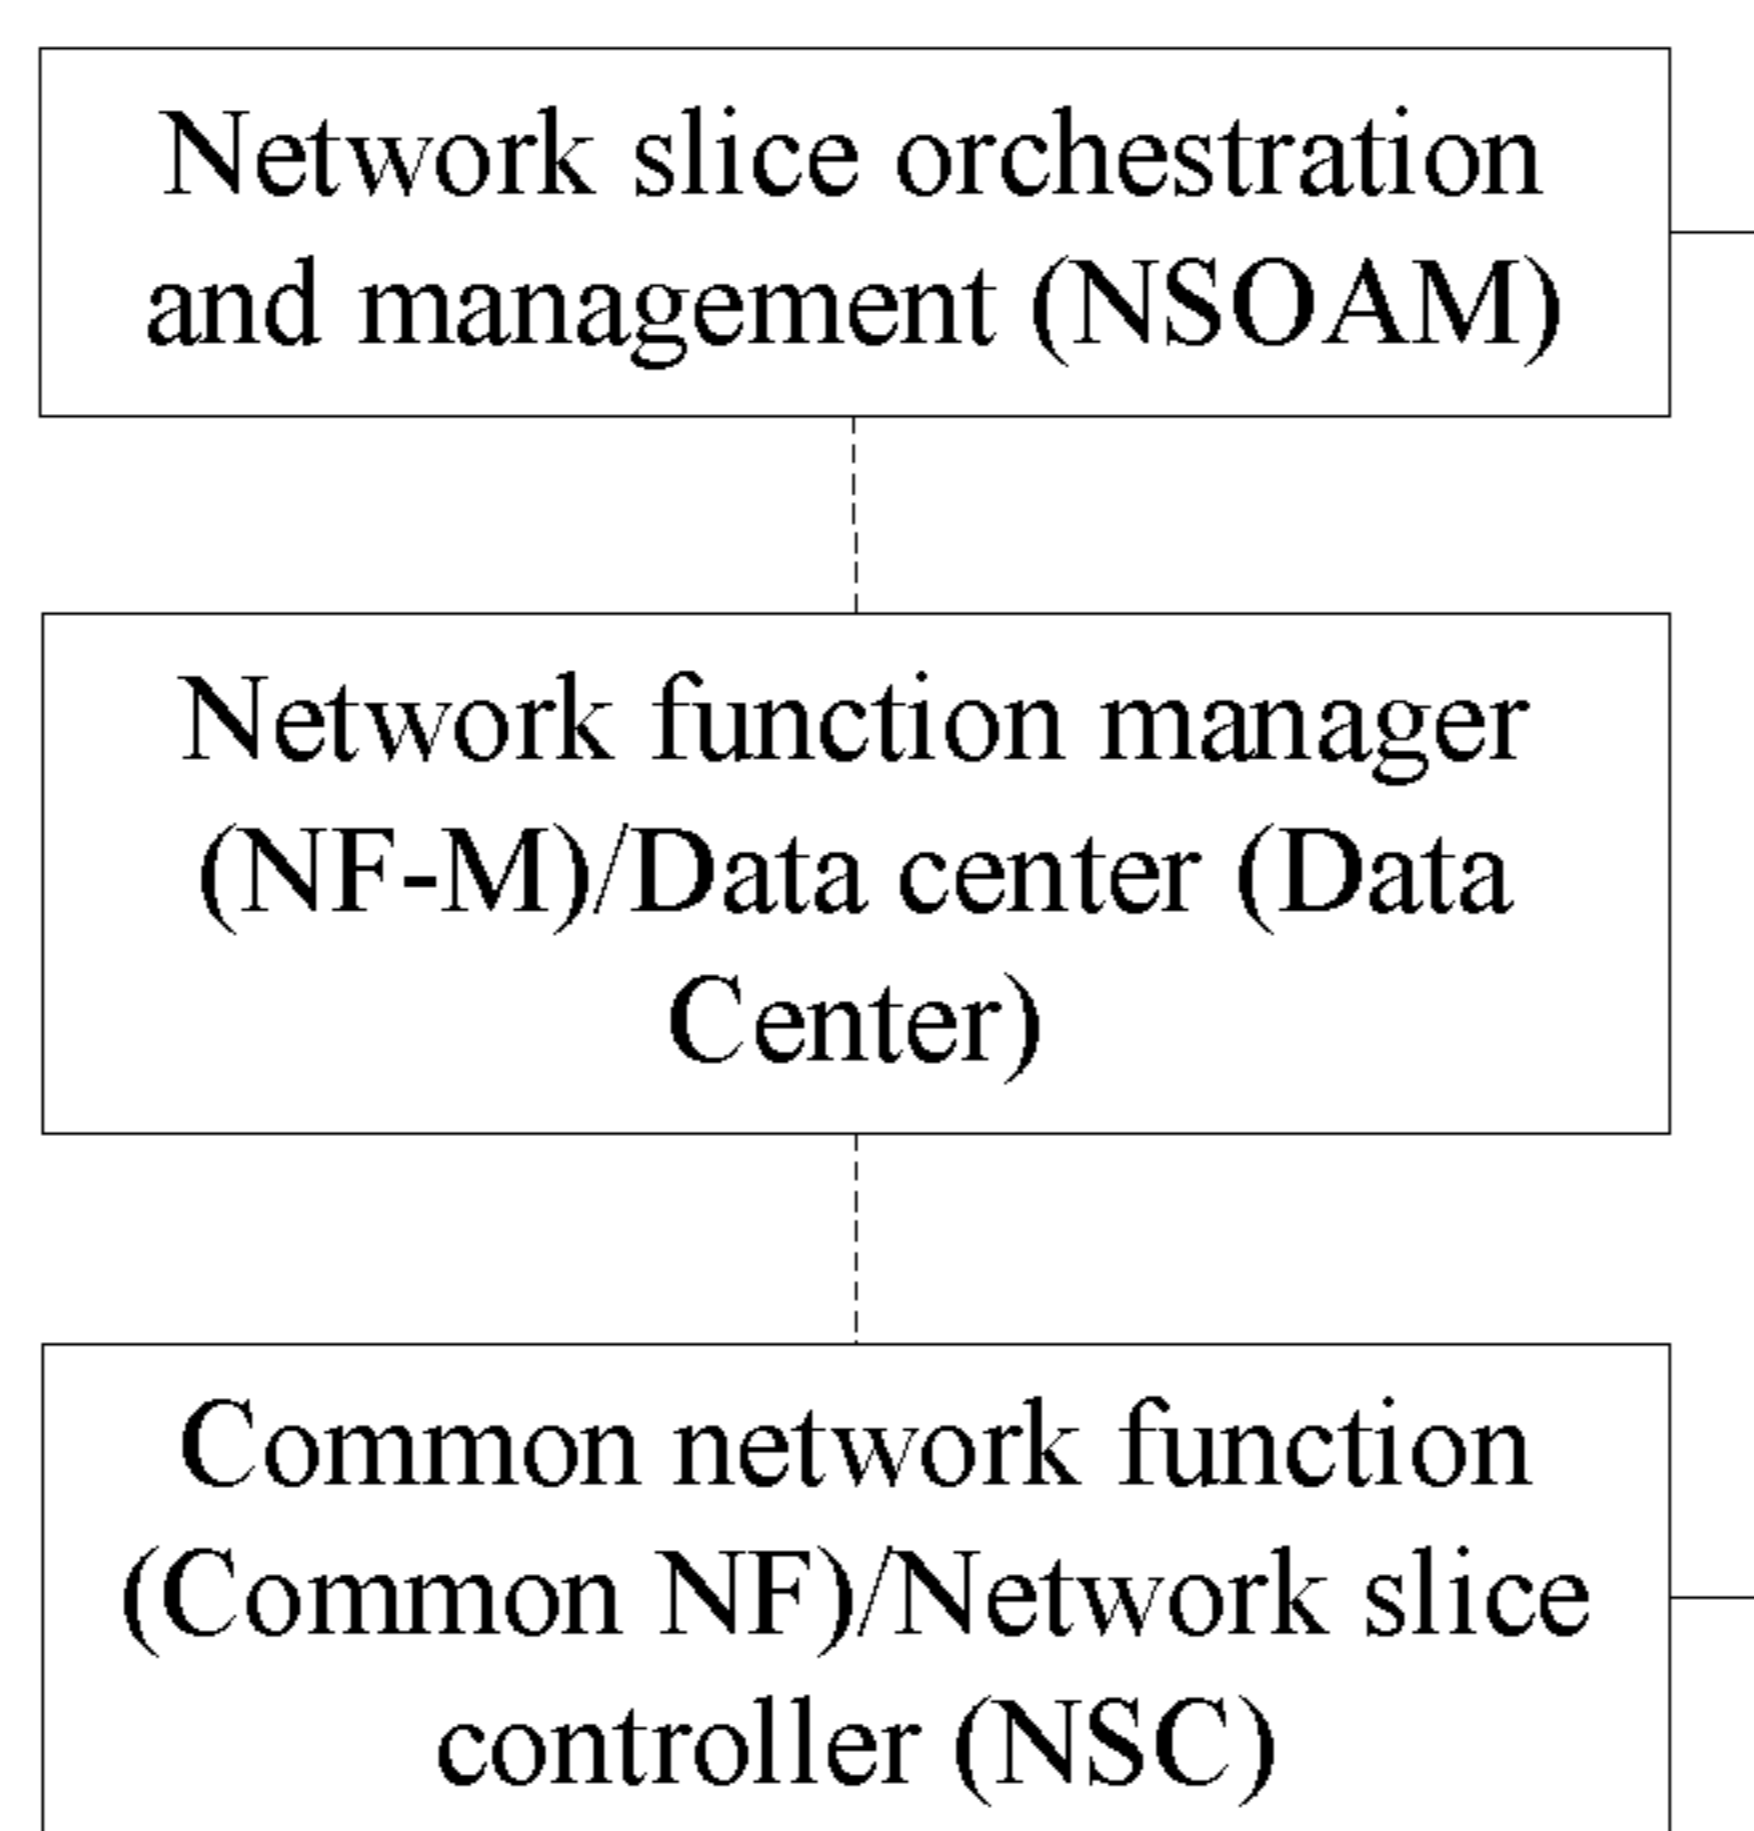 Network slice orchestration
and management (NSOAM)
Network function manager
(NF-M)/Data center (Data
Center)
Common network function
(Common NF)/Network slice
controller (NSC)